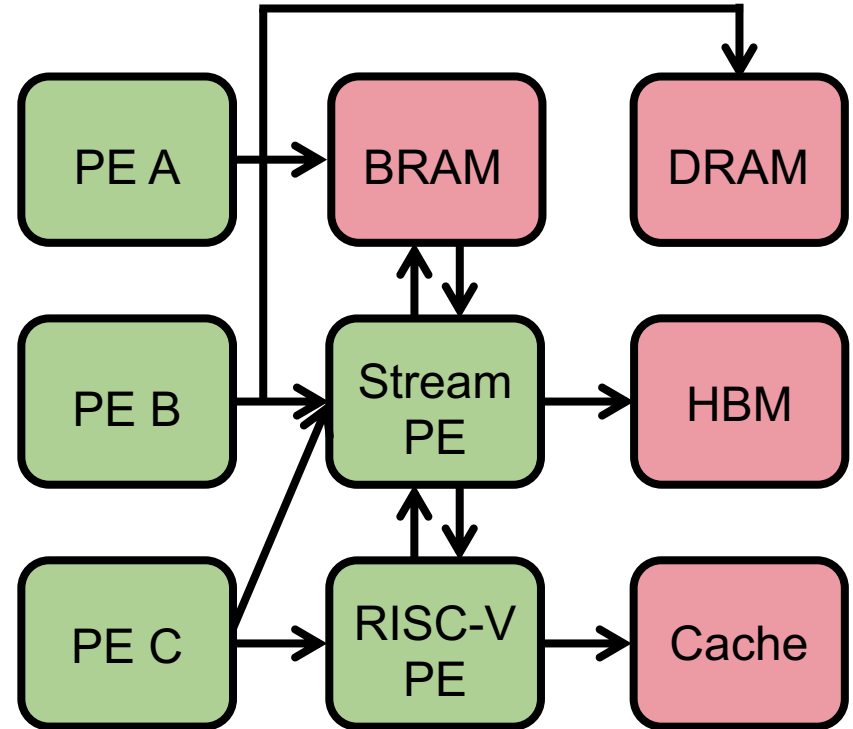 PE A
BRAM
DRAM
PE B
Stream
PE
HBM
PE C
RISC-V
PE
Cache